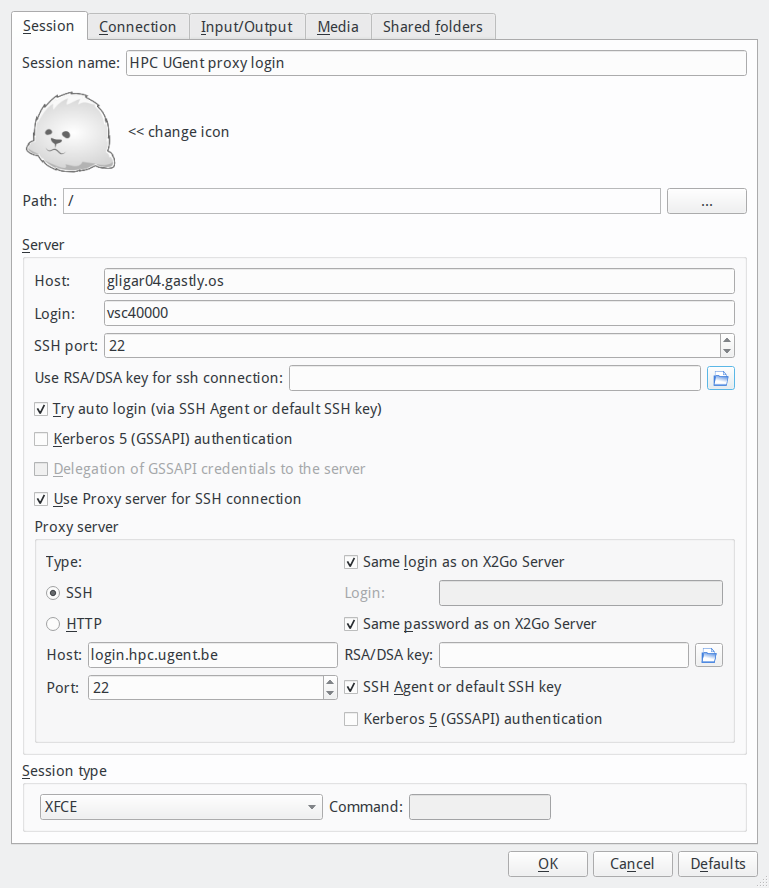 Session Connection Input/Output Media Shared folders
Session name: HPC UGent proxy login
<< change icon
Path: / ...
Server
Host: gligar04.gastly.os
Login: vsc40000
SSH port: 22
Use RSA/DSA key for ssh connection:
Try auto login (via SSH Agent or default SSH key)
Kerberos 5 (GSSAPI) authentication
Delegation of GSSAPI credentials to the server
Use Proxy server for SSH connection
Proxy server
Type: Same login as on X2Go Server
SSH Login:
HTTP Same password as on X2Go Server
Host: login.hpc.ugent.be RSA/DSA key:
Port: 22 SSH Agent or default SSH key
Kerberos 5 (GSSAPI) authentication
Session type
XFCE Command:
OK Cancel Defaults